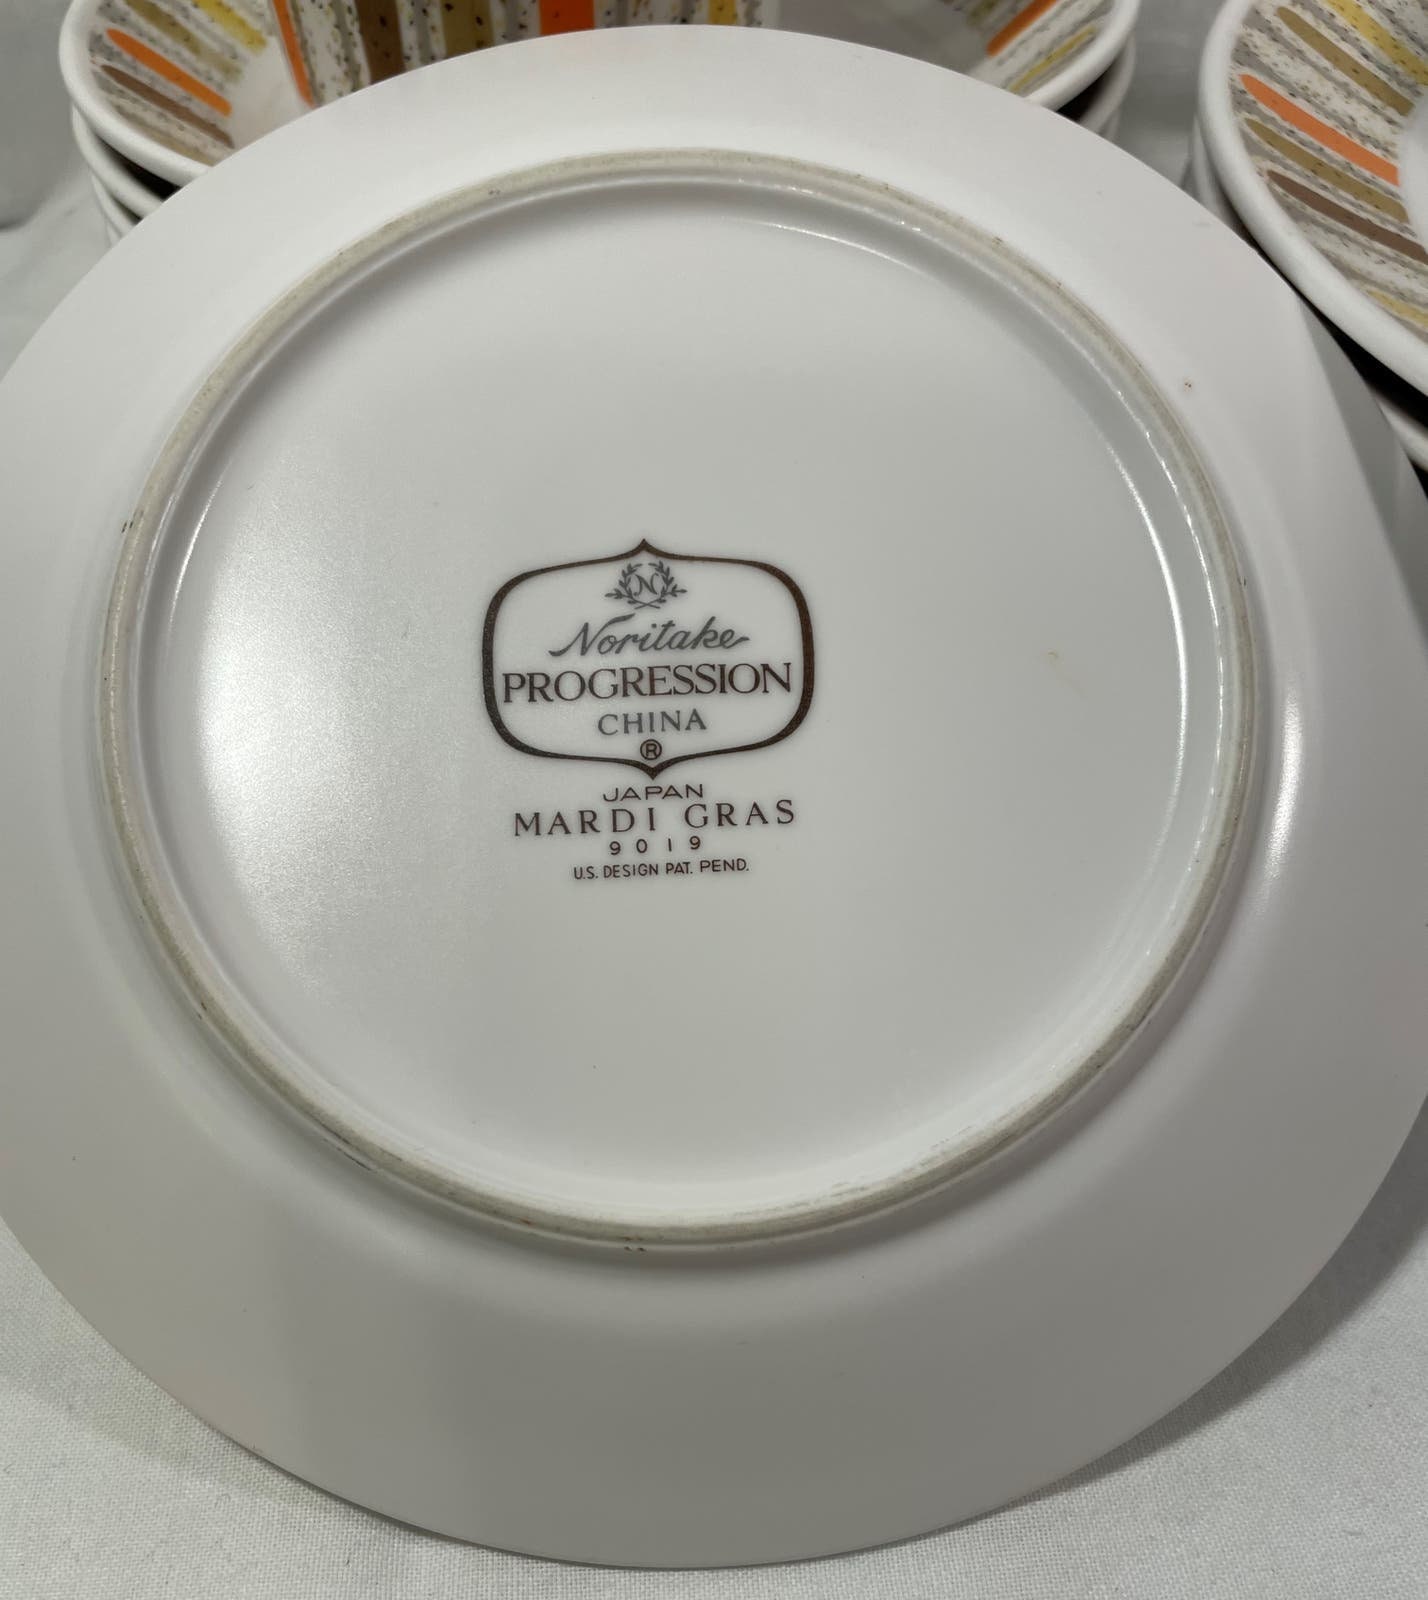 N
Noritake
PROGRESSION
CHINA
®
JAPAN
MARDI GRAS
9019
U.S. DESIGN PAT. PEND.